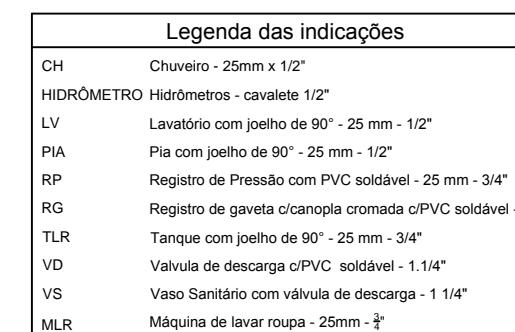 Legenda das indicações
CH Chuveiro - 25mm x 1/2"
HIDRÔMETRO Hidrômetros - cavalete 1/2"
LV Lavatório com joelho de 90° - 25 mm - 1/2"
PIA Pia com joelho de 90° - 25 mm - 1/2"
RP Registro de Pressão com PVC soldável - 25 mm - 3/4"
RG Registro de gaveta c/canopla cromada c/PVC soldável -
TLR Tanque com joelho de 90° - 25 mm - 3/4"
VD Valvula de descarga c/PVC soldável - 1.1/4"
VS Vaso Sanitário com válvula de descarga - 1 1/4"
MLR Máquina de lavar roupa - 25mm - ¾"